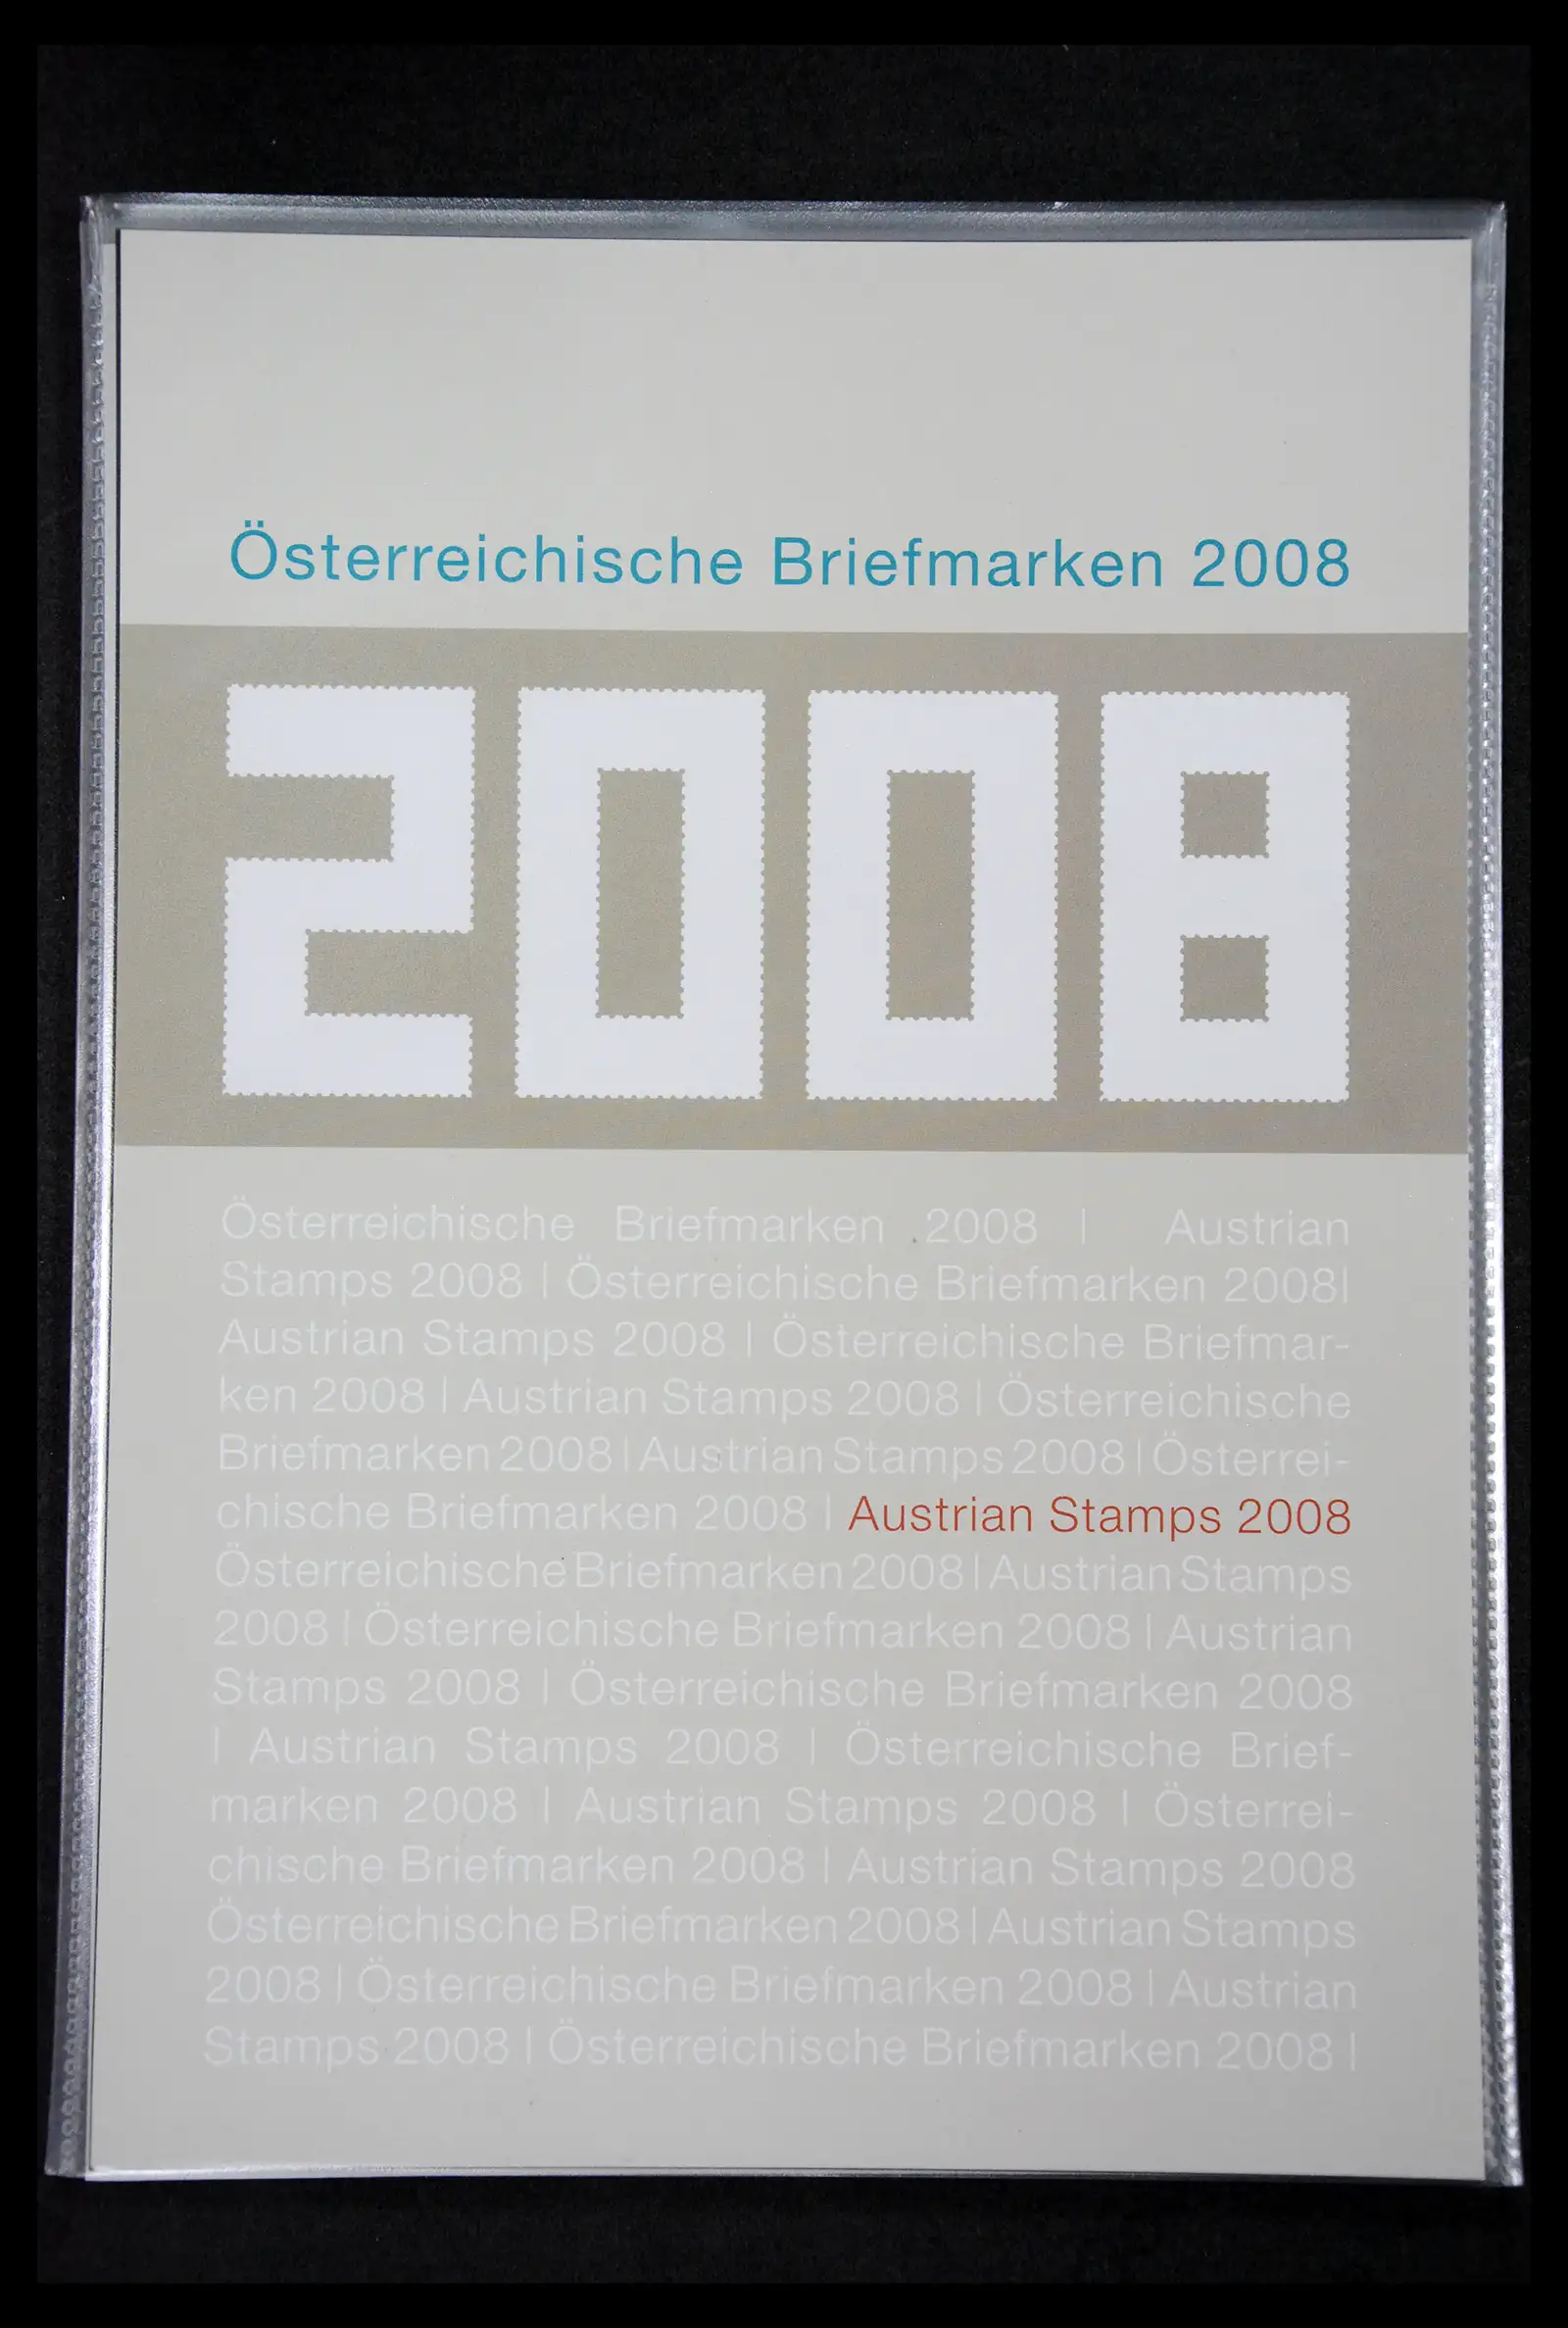 Österreichische Briefmarken 2008
2008
Österreichische Briefmarken 2008 | Austrian
Stamps 2008 | Österreichische Briefmarken 2008|
Austrian Stamps 2008 | Österreichische Briefmar-
ken 2008 | Austrian Stamps 2008 | Österreichische
Briefmarken 2008 | Austrian Stamps 2008 | Österrei-
chische Briefmarken 2008 | Austrian Stamps 2008
Österreichische Briefmarken 2008 | Austrian Stamps
2008 | Österreichische Briefmarken 2008 | Austrian
Stamps 2008 | Österreichische Briefmarken 2008
| Austrian Stamps 2008 | Österreichische Brief-
marken 2008 | Austrian Stamps 2008 | Österrei-
chische Briefmarken 2008 | Austrian Stamps 2008
Österreichische Briefmarken 2008 | Austrian Stamps
2008 | Österreichische Briefmarken 2008 | Austrian
Stamps 2008 | Österreichische Briefmarken 2008 |